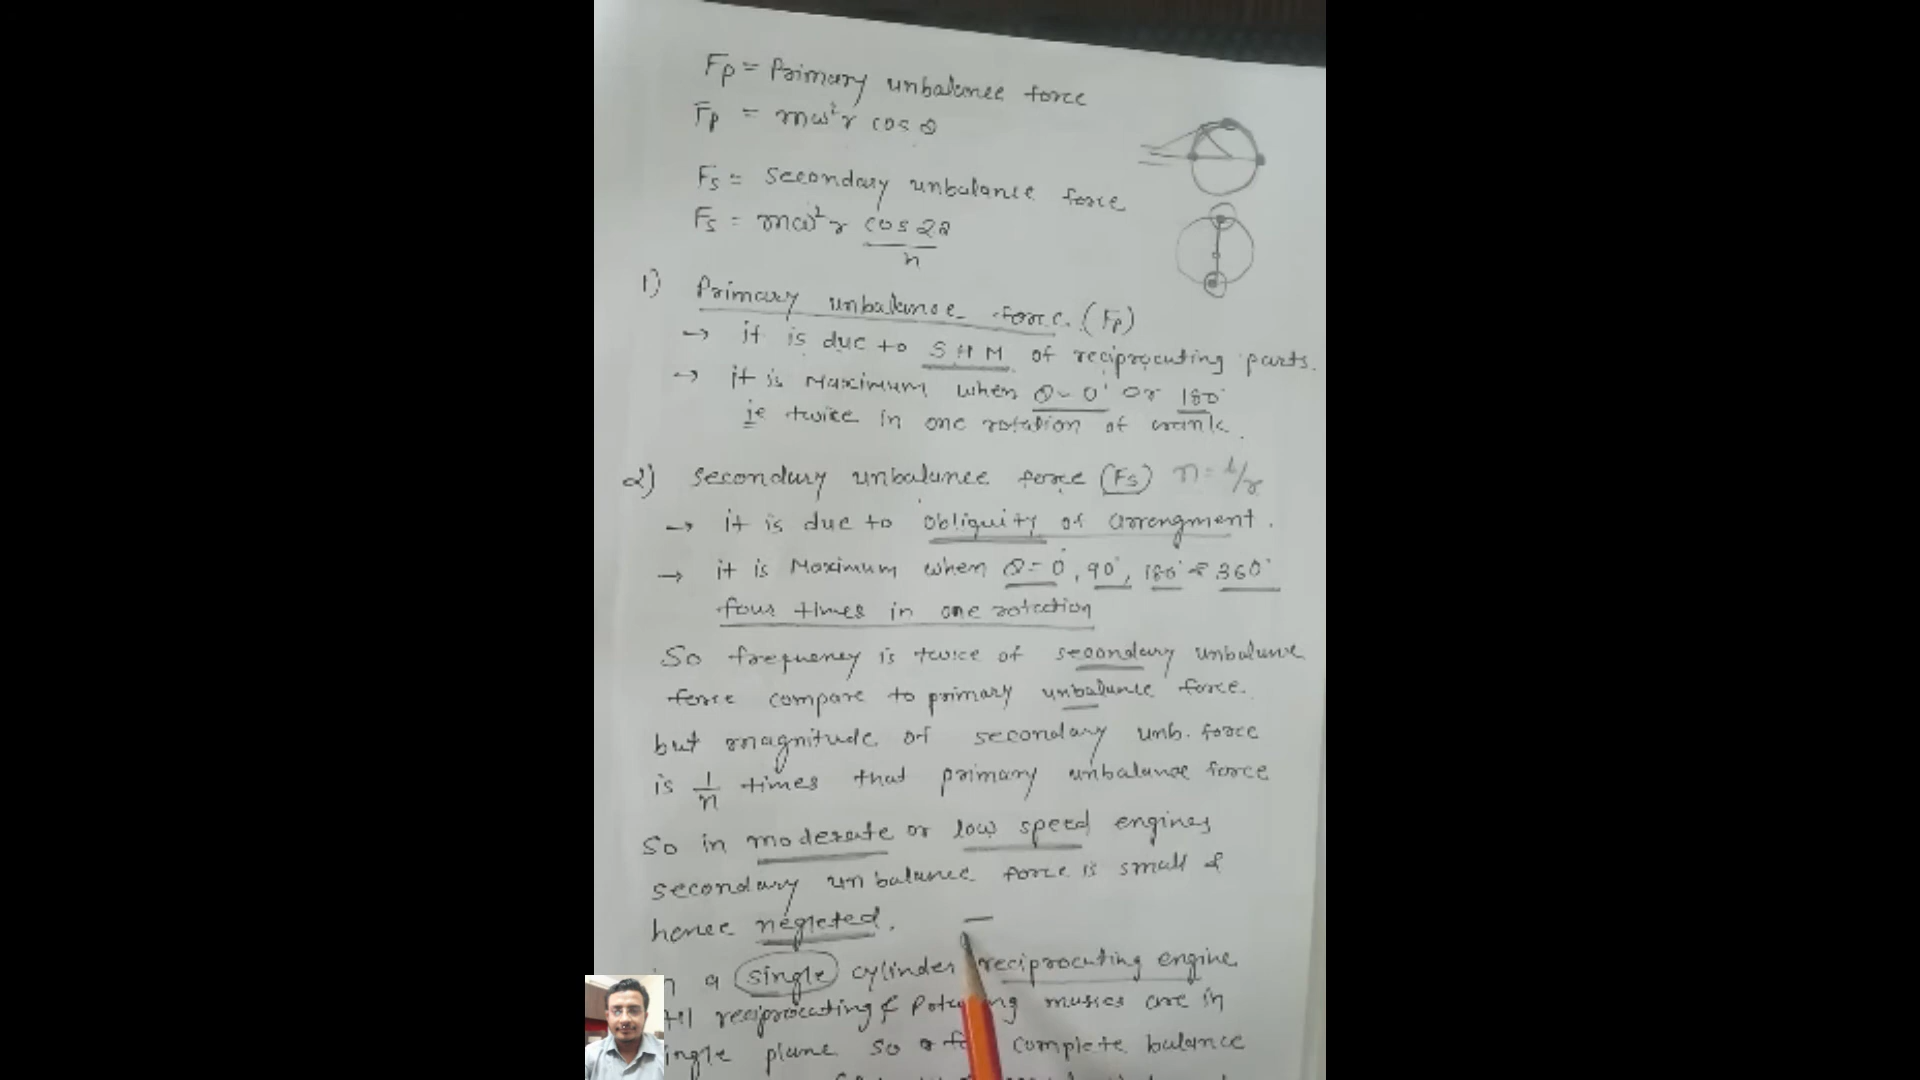 Fp = Primary unbalance force
Fp = mω²r cos θ
Fs = Secondary unbalance force
Fs = mω²r cos 2θ / n
1) Primary unbalance force. (Fp)
→ it is due to SHM of reciprocating parts.
→ it is Maximum when θ = 0° or 180°
ie twice in one rotation of crank.
2) Secondary unbalance force (Fs) n = l/r
→ it is due to obliquity of arrengment.
→ it is Maximum when θ = 0°, 90°, 180° & 360°
four times in one rotation
So frequency is twice of secondary unbalance
force compare to primary unbalance force.
but magnitude of secondary unb. force
is 1/n times that primary unbalance force
So in moderate or low speed engines
secondary unbalance force is small &
hence negleted.
a single cylinder reciprocating engine
reciprocating & masses are in
plane so complete balance